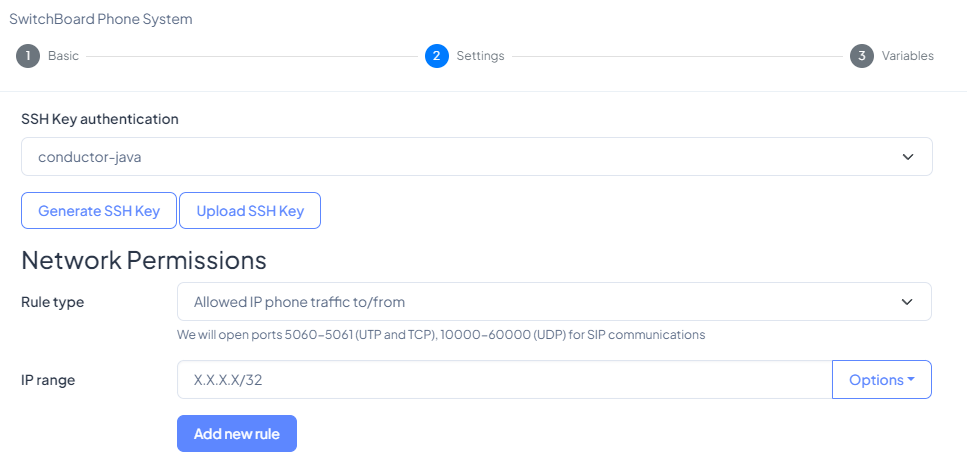 SwitchBoard Phone System
1 Basic 2 Settings 3 Variables
SSH Key authentication
conductor-java
Generate SSH Key Upload SSH Key
Network Permissions
Rule type Allowed IP phone traffic to/from
We will open ports 5060-5061 (UTP and TCP), 10000-60000 (UDP) for SIP communications
IP range X.X.X.X/32 Options
Add new rule